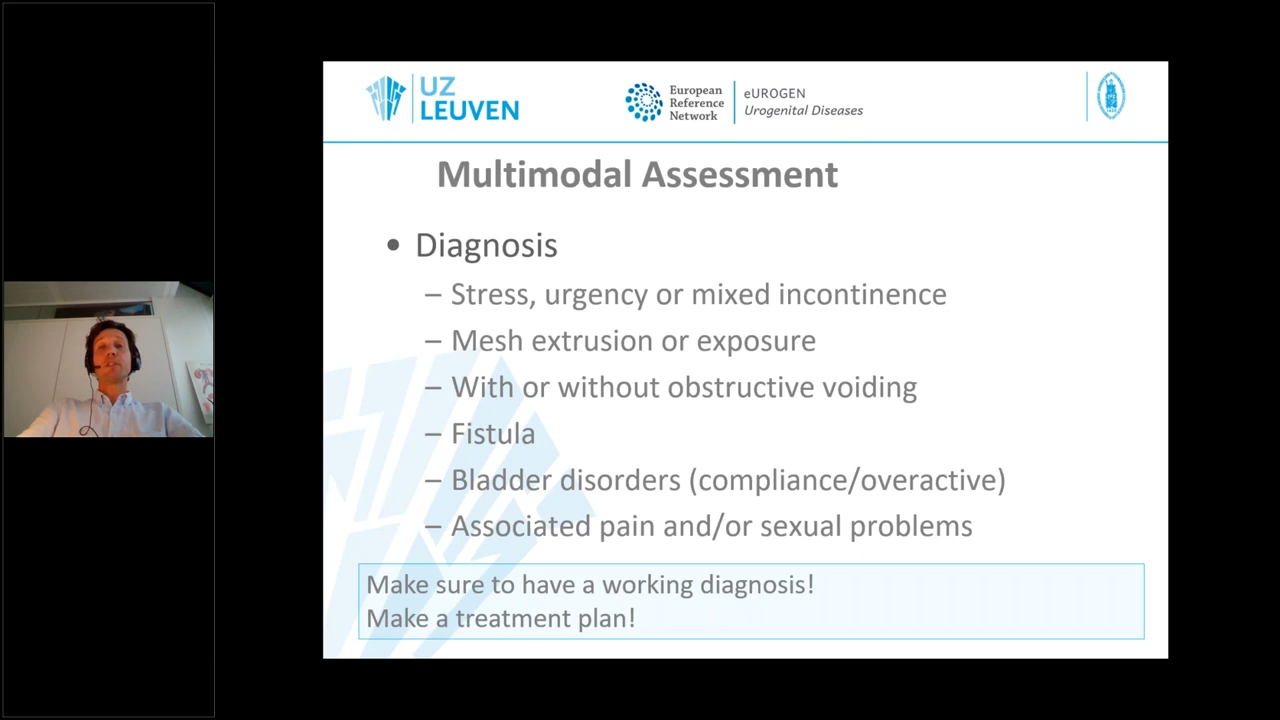 UZ
LEUVEN
European
Reference
Network
eUROGEN
Urogenital Diseases
Multimodal Assessment
• Diagnosis
– Stress, urgency or mixed incontinence
– Mesh extrusion or exposure
– With or without obstructive voiding
– Fistula
– Bladder disorders (compliance/overactive)
– Associated pain and/or sexual problems
Make sure to have a working diagnosis!
Make a treatment plan!